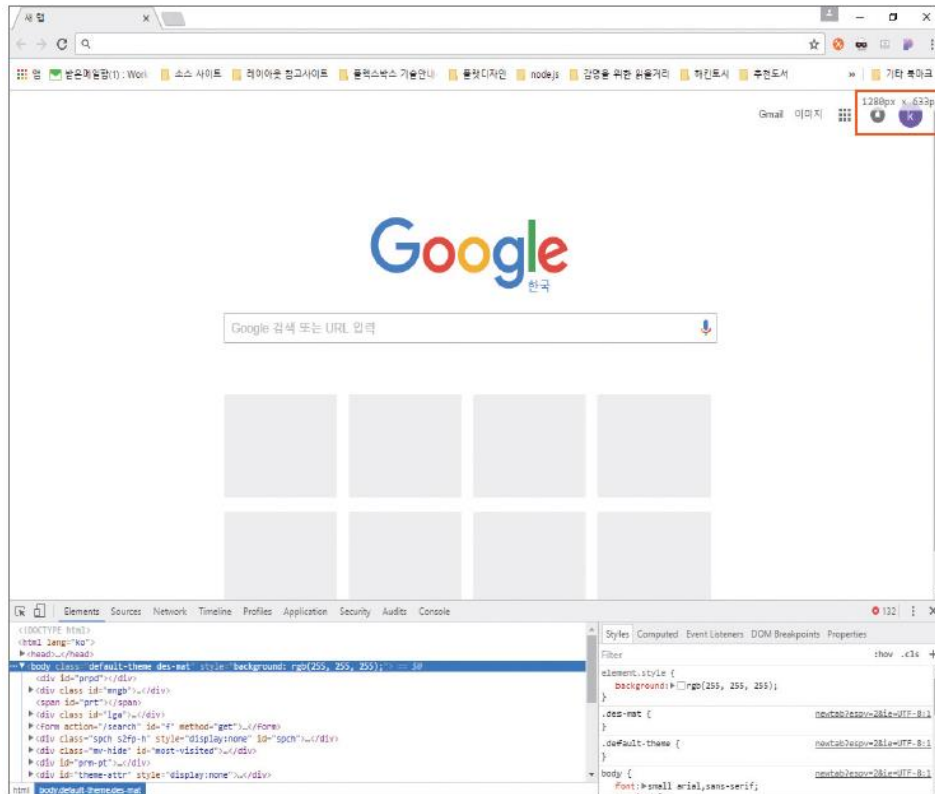 새 탭
앱 받은메일함(1) : Work 소스 사이트 레이아웃 참고사이트 플렉스박스 기술안내 플랫디자인 nodejs 감명을 위한 읽을거리 해킨토시 추천도서 » 기타 북마크
1280px × 633p
Gmail 이미지 k
Google
한국
Google 검색 또는 URL 입력
Elements Sources Network Timeline Profiles Application Security Audits Console 132
Styles Computed Event Listeners DOM Breakpoints Properties
Filter :hov .cls +
<!DOCTYPE html>
<html lang="ko">
▶<head>…</head>
…▼<body class="default-theme des-mat" style="background: rgb(255, 255, 255);"> == $0
<div id="prpd"></div>
▶<div class id="mngb">…</div>
<span id="prt"></span>
▶<div class id="lga">…</div>
▶<form action="/search" id="f" method="get">…</form>
▶<div class="spch s2fp-h" style="display:none" id="spch">…</div>
▶<div class="mv-hide" id="most-visited">…</div>
▶<div id="prm-pt">…</div>
▶<div id="theme-attr" style="display:none">…</div>
html body.default-theme.des-mat
element.style {
background:▶rgb(255, 255, 255);
}
.des-mat { newtab?espv=2&ie=UTF-8:1
}
.default-theme { newtab?espv=2&ie=UTF-8:1
}
body { newtab?espv=2&ie=UTF-8:1
font:▶small arial,sans-serif;